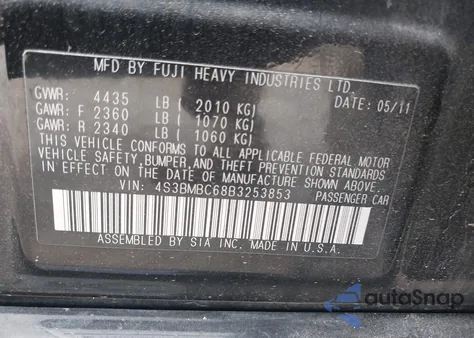 MFD BY FUJI HEAVY INDUSTRIES LTD.
GVWR: 4435 LB ( 2010 KG) DATE: 05/11
GAWR: F 2360 LB ( 1070 KG)
GAWR: R 2340 LB ( 1060 KG)
THIS VEHICLE CONFORMS TO ALL APPLICABLE FEDERAL MOTOR
VEHICLE SAFETY, BUMPER, AND THEFT PREVENTION STANDARDS
IN EFFECT ON THE DATE OF MANUFACTURE SHOWN ABOVE.
VIN: 4S3BMBC68B3253853 PASSENGER CAR
ASSEMBLED BY SIA INC. MADE IN U.S.A.
autoSnap